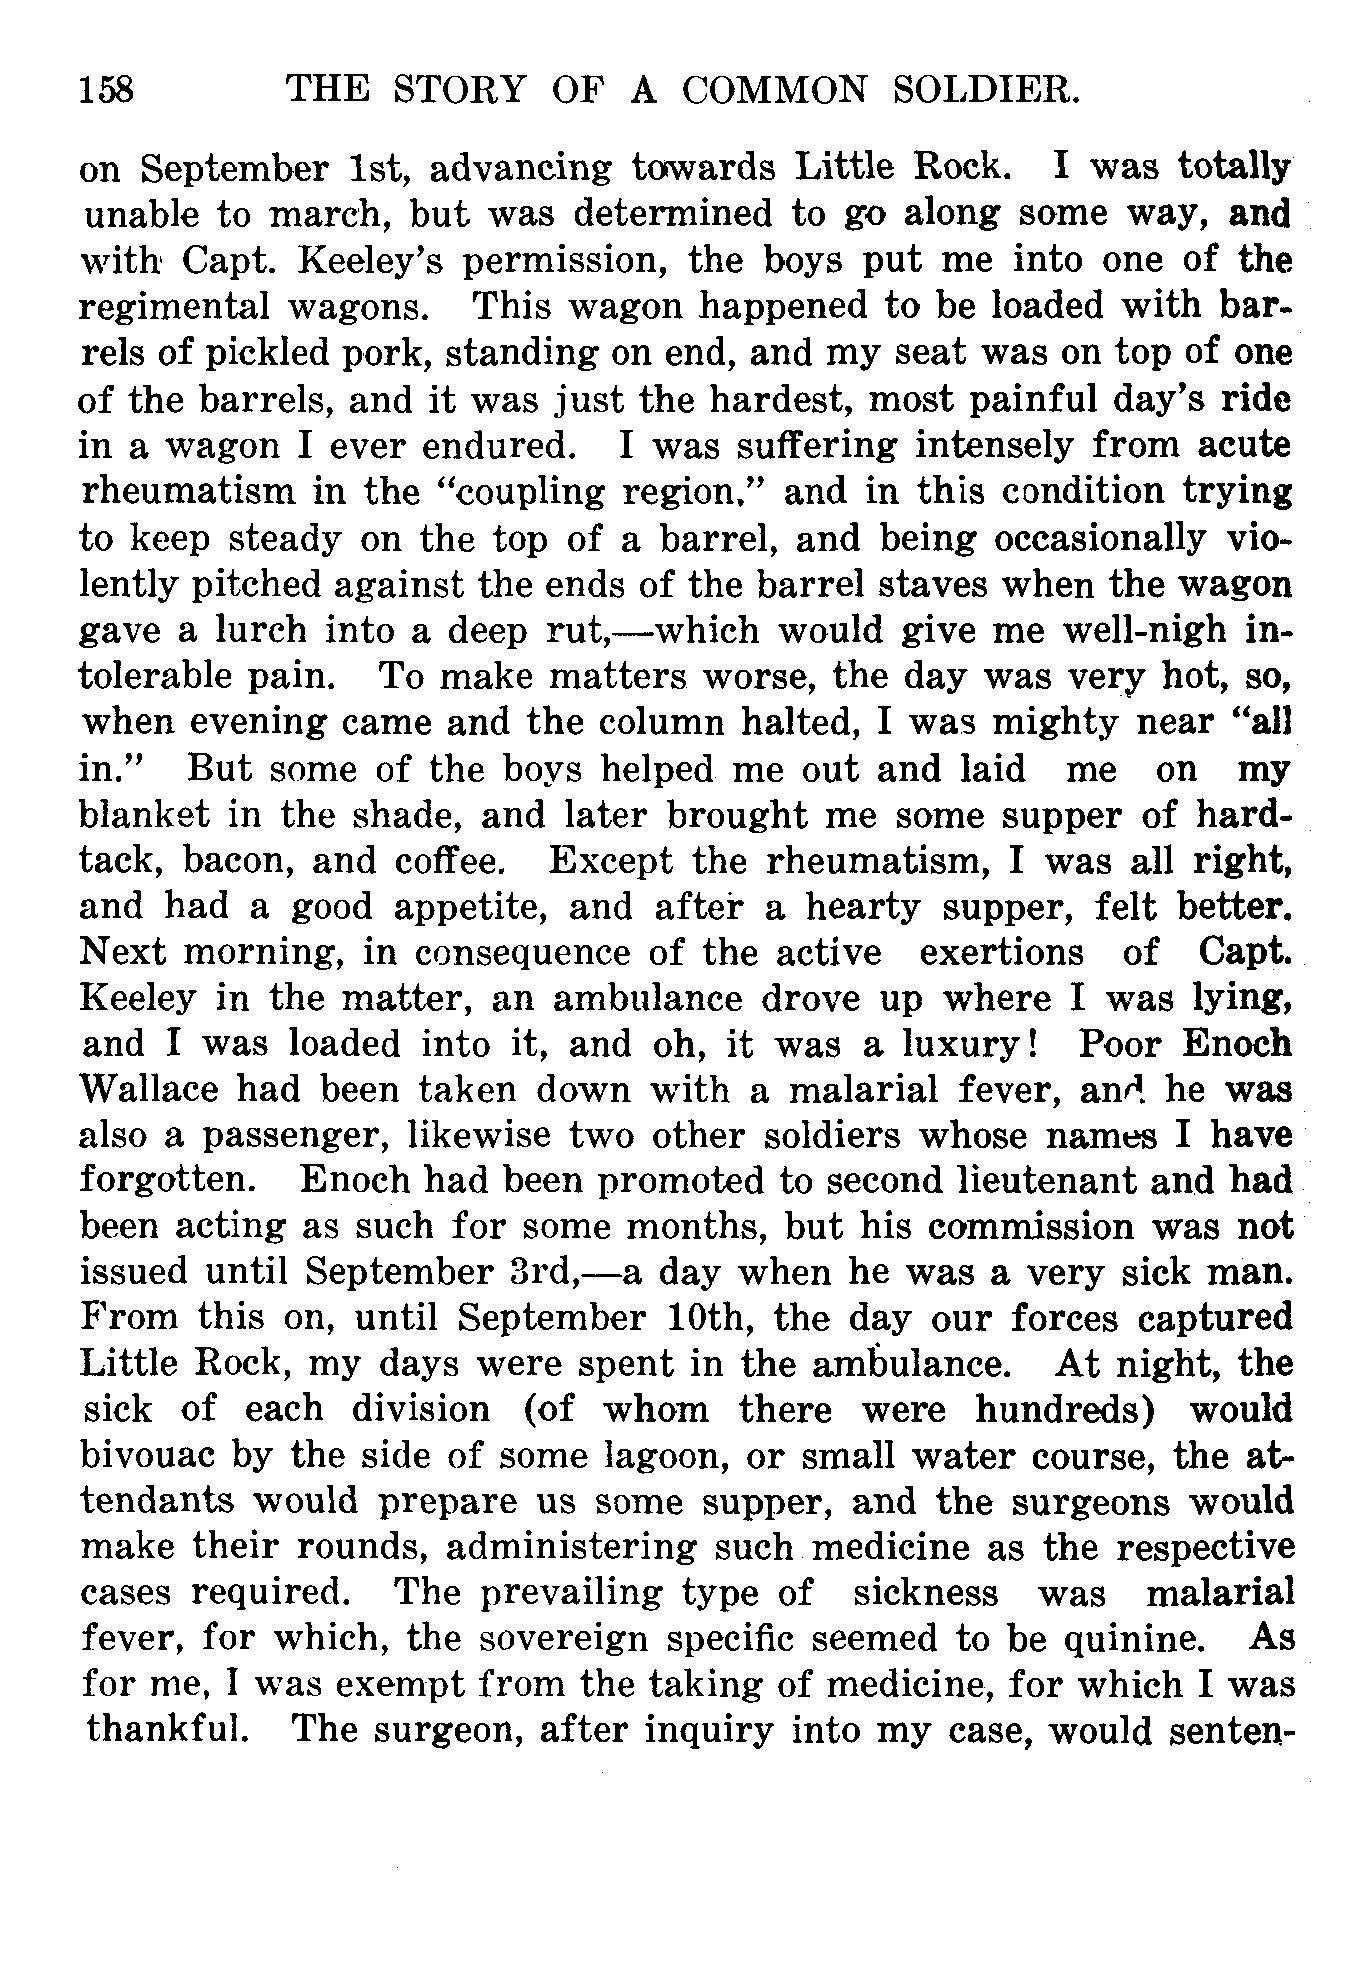 158 THE STORY OF A COMMON SOLDIER.
on September 1st, advancing towards Little Rock. I was totally
unable to march, but was determined to go along some way, and
with Capt. Keeley's permission, the boys put me into one of the
regimental wagons. This wagon happened to be loaded with bar-
rels of pickled pork, standing on end, and my seat was on top of one
of the barrels, and it was just the hardest, most painful day's ride
in a wagon I ever endured. I was suffering intensely from acute
rheumatism in the "coupling region," and in this condition trying
to keep steady on the top of a barrel, and being occasionally vio-
lently pitched against the ends of the barrel staves when the wagon
gave a lurch into a deep rut,—which would give me well-nigh in-
tolerable pain. To make matters worse, the day was very hot, so,
when evening came and the column halted, I was mighty near "all
in." But some of the boys helped me out and laid me on my
blanket in the shade, and later brought me some supper of hard-
tack, bacon, and coffee. Except the rheumatism, I was all right,
and had a good appetite, and after a hearty supper, felt better.
Next morning, in consequence of the active exertions of Capt.
Keeley in the matter, an ambulance drove up where I was lying,
and I was loaded into it, and oh, it was a luxury! Poor Enoch
Wallace had been taken down with a malarial fever, and he was
also a passenger, likewise two other soldiers whose names I have
forgotten. Enoch had been promoted to second lieutenant and had
been acting as such for some months, but his commission was not
issued until September 3rd,—a day when he was a very sick man.
From this on, until September 10th, the day our forces captured
Little Rock, my days were spent in the ambulance. At night, the
sick of each division (of whom there were hundreds) would
bivouac by the side of some lagoon, or small water course, the at-
tendants would prepare us some supper, and the surgeons would
make their rounds, administering such medicine as the respective
cases required. The prevailing type of sickness was malarial
fever, for which, the sovereign specific seemed to be quinine. As
for me, I was exempt from the taking of medicine, for which I was
thankful. The surgeon, after inquiry into my case, would senten-